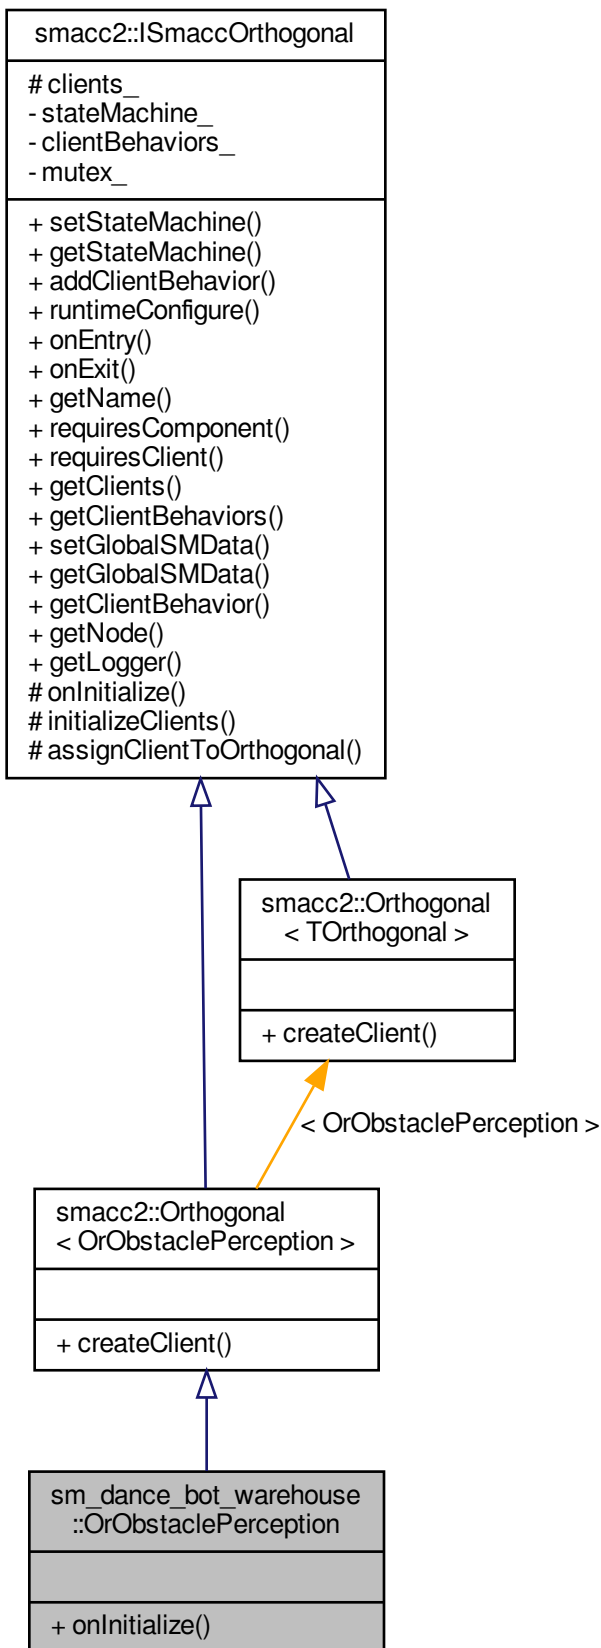 smacc2::ISmaccOrthogonal
# clients_
- stateMachine_
- clientBehaviors_
- mutex_
+ setStateMachine()
+ getStateMachine()
+ addClientBehavior()
+ runtimeConfigure()
+ onEntry()
+ onExit()
+ getName()
+ requiresComponent()
+ requiresClient()
+ getClients()
+ getClientBehaviors()
+ setGlobalSMData()
+ getGlobalSMData()
+ getClientBehavior()
+ getNode()
+ getLogger()
# onInitialize()
# initializeClients()
# assignClientToOrthogonal()
smacc2::Orthogonal
< TOrthogonal >
+ createClient()
< OrObstaclePerception >
smacc2::Orthogonal
< OrObstaclePerception >
+ createClient()
sm_dance_bot_warehouse
::OrObstaclePerception
+ onInitialize()